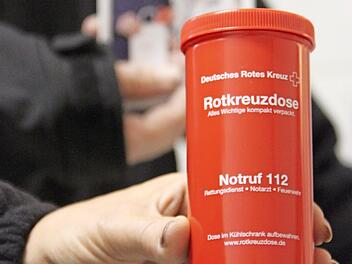 Deutsches Rotes Kreuz
Rotkreuzdose
Alles Wichtige kompakt verpackt.
Notruf 112
Rettungsdienst • Notarzt • Feuerwehr
Dose im Kühlschrank aufbewahren.
www.rotkreuzdose.de